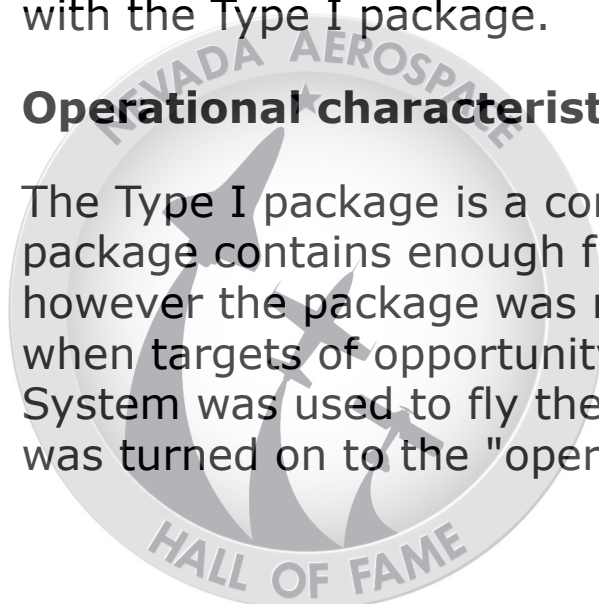 with the Type I package.
NEVADA AEROSPACE
Operational characterist
The Type I package is a
package contains enough
however the package was
when targets of opportunity
System was used to fly the
was turned on to the "oper
HALL OF FAME